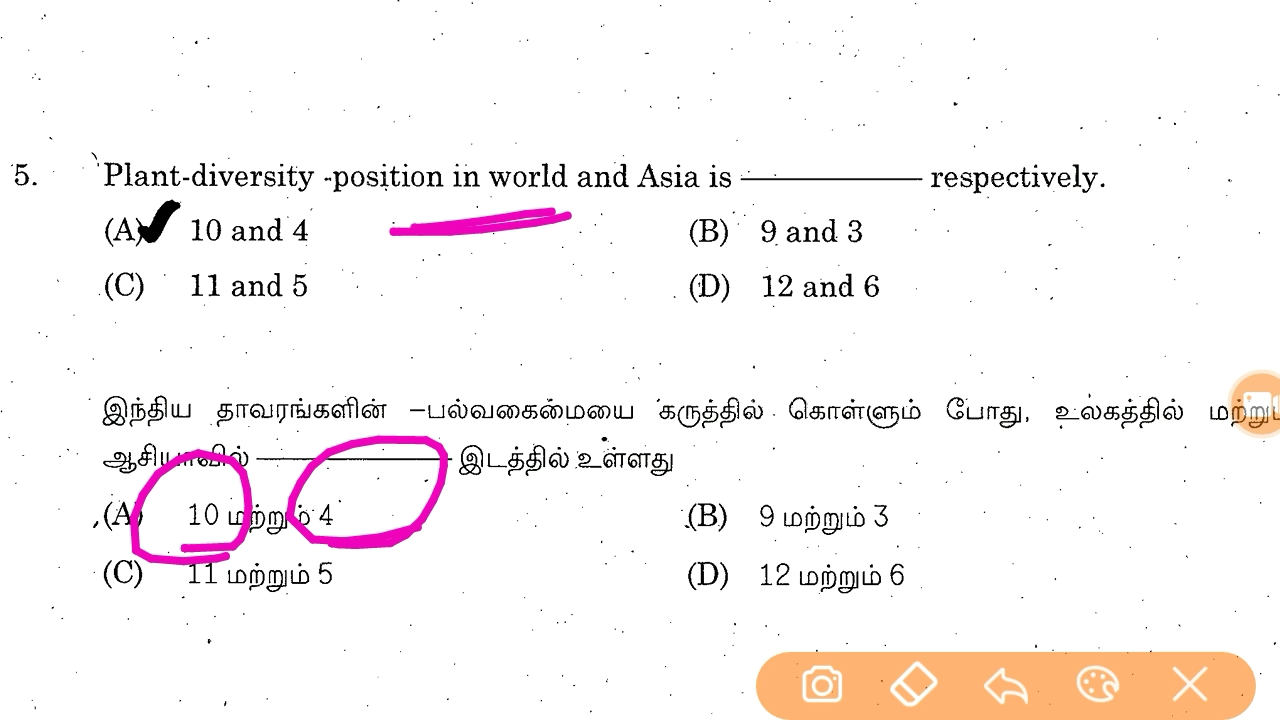 5. Plant-diversity -position in world and Asia is ———— respectively.
(A) 10 and 4 (B) 9 and 3
(C) 11 and 5 (D) 12 and 6
இந்திய தாவரங்களின் –பல்வகைன்மையை கருத்தில் கொள்ளும் போது, உலகத்தில் மற்றும்
ஆசியாவில் ———— இடத்தில் உள்ளது
(A) 10 மற்றும் 4 (B) 9 மற்றும் 3
(C) 11 மற்றும் 5 (D) 12 மற்றும் 6